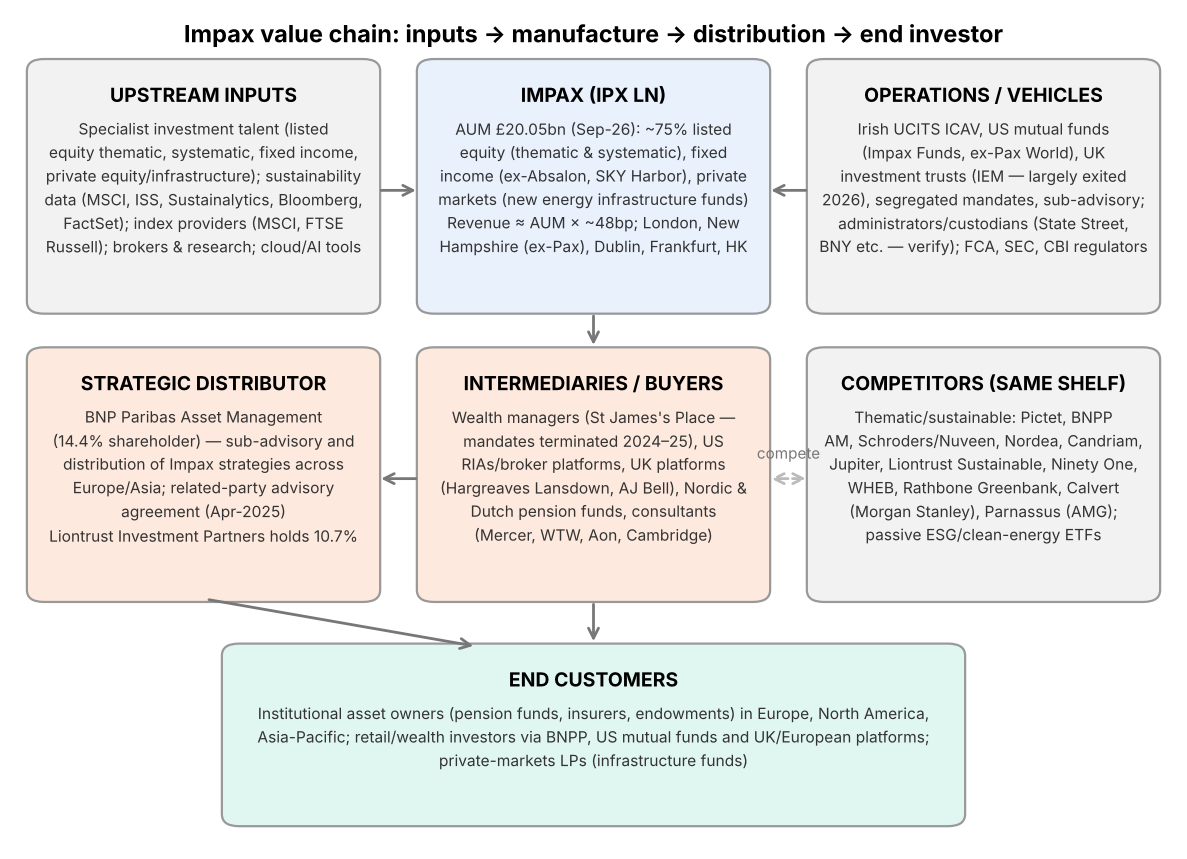 Impax value chain: inputs → manufacture → distribution → end investor
UPSTREAM INPUTS
Specialist investment talent (listed
equity thematic, systematic, fixed income,
private equity/infrastructure); sustainability
data (MSCI, ISS, Sustainalytics, Bloomberg,
FactSet); index providers (MSCI, FTSE
Russell); brokers & research; cloud/AI tools
IMPAX (IPX LN)
AUM £20.05bn (Sep-26): ~75% listed
equity (thematic & systematic), fixed
income (ex-Absalon, SKY Harbor), private
markets (new energy infrastructure funds)
Revenue ≈ AUM × ~48bp; London, New
Hampshire (ex-Pax), Dublin, Frankfurt, HK
OPERATIONS / VEHICLES
Irish UCITS ICAV, US mutual funds
(Impax Funds, ex-Pax World), UK
investment trusts (IEM — largely exited
2026), segregated mandates, sub-advisory;
administrators/custodians (State Street,
BNY etc. — verify); FCA, SEC, CBI regulators
STRATEGIC DISTRIBUTOR
BNP Paribas Asset Management
(14.4% shareholder) — sub-advisory and
distribution of Impax strategies across
Europe/Asia; related-party advisory
agreement (Apr-2025)
Liontrust Investment Partners holds 10.7%
INTERMEDIARIES / BUYERS
Wealth managers (St James's Place —
mandates terminated 2024–25), US
RIAs/broker platforms, UK platforms
(Hargreaves Lansdown, AJ Bell), Nordic &
Dutch pension funds, consultants
(Mercer, WTW, Aon, Cambridge)
compete
COMPETITORS (SAME SHELF)
Thematic/sustainable: Pictet, BNPP
AM, Schroders/Nuveen, Nordea, Candriam,
Jupiter, Liontrust Sustainable, Ninety One,
WHEB, Rathbone Greenbank, Calvert
(Morgan Stanley), Parnassus (AMG);
passive ESG/clean-energy ETFs
END CUSTOMERS
Institutional asset owners (pension funds, insurers, endowments) in Europe, North America,
Asia-Pacific; retail/wealth investors via BNPP, US mutual funds and UK/European platforms;
private-markets LPs (infrastructure funds)